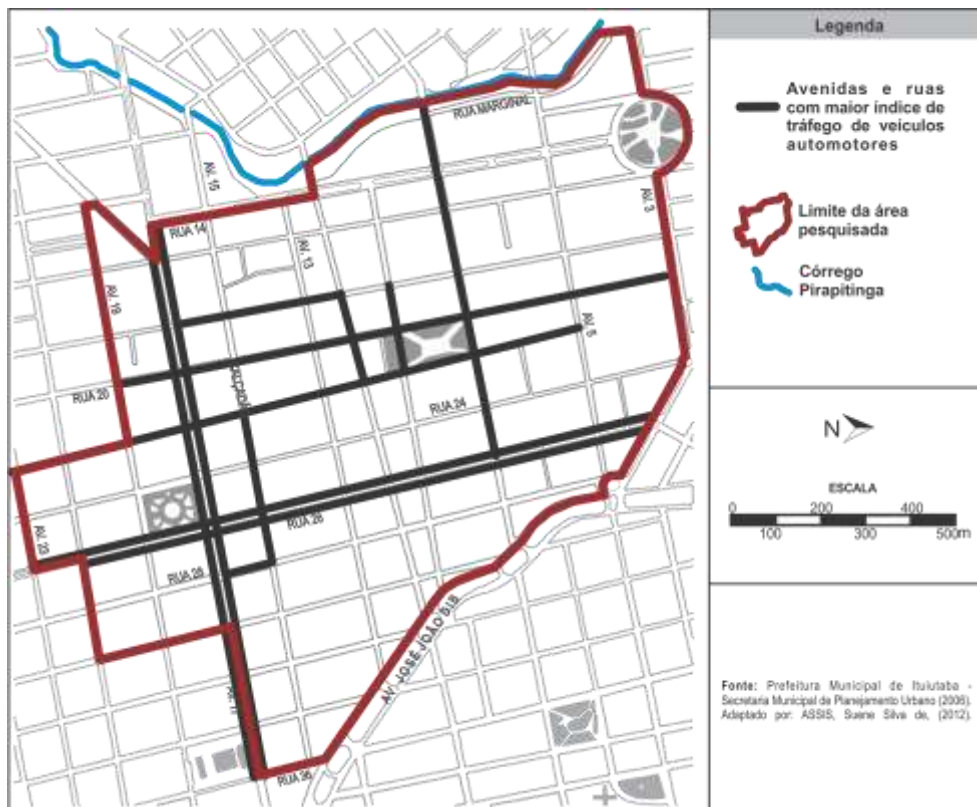 Legenda
Avenidas e ruas
com maior índice de
tráfego de veículos
automotores
Limite da área
pesquisada
Córrego
Pirapitinga
N
ESCALA
0 200 400
100 300 500m
Fonte: Prefeitura Municipal de Ituiutaba -
Secretaria Municipal de Planejamento Urbano (2006).
Adaptado por: ASSIS, Suene Silva de, (2012).
RUA MARGINAL
AV. 15
AV. 3
RUA 14
AV. 13
AV. 19
AV. 5
RUA 20
RUA 24
RUA 26
AV. 23
RUA 28
AV. JOSÉ JOÃO DIB
RUA 36